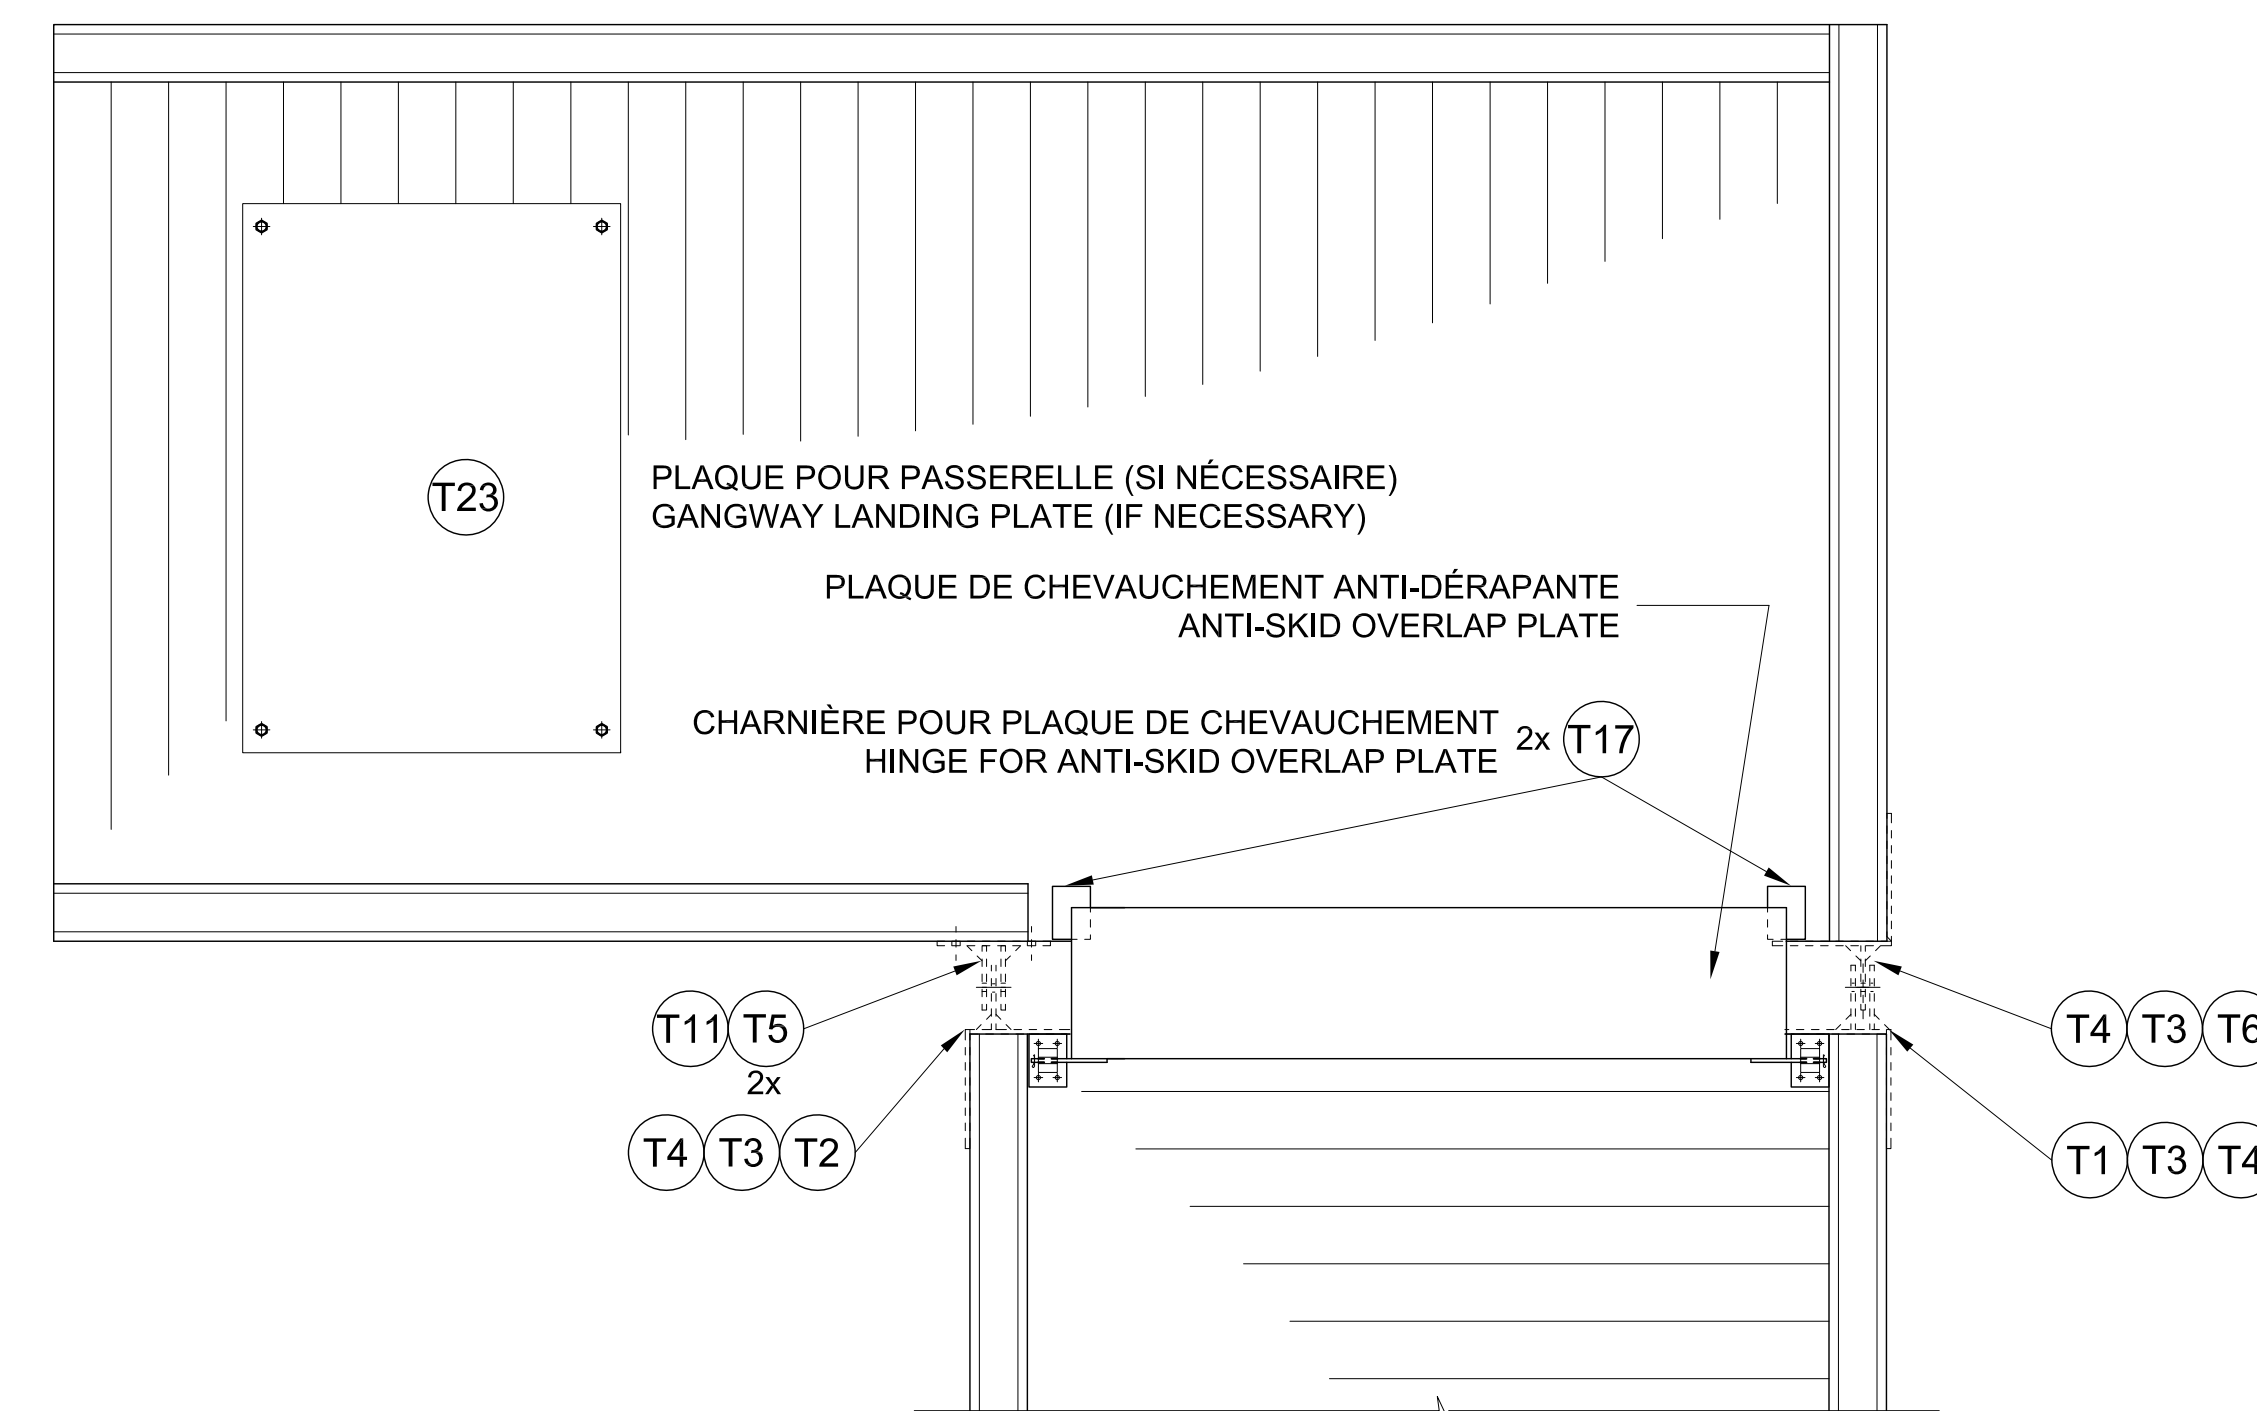 T23
PLAQUE POUR PASSERELLE (SI NÉCESSAIRE)
GANGWAY LANDING PLATE (IF NECESSARY)
PLAQUE DE CHEVAUCHEMENT ANTI-DÉRAPANTE
ANTI-SKID OVERLAP PLATE
CHARNIÈRE POUR PLAQUE DE CHEVAUCHEMENT
HINGE FOR ANTI-SKID OVERLAP PLATE
2x T17
T11 T5
2x
T4 T3 T2
T4 T3 T6
T1 T3 T4